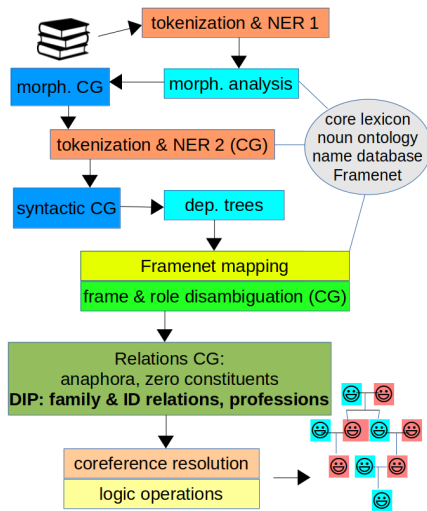 tokenization & NER 1
morph. CG
morph. analysis
core lexicon
noun ontology
name database
Framenet
tokenization & NER 2 (CG)
syntactic CG
dep. trees
Framenet mapping
frame & role disambiguation (CG)
Relations CG:
anaphora, zero constituents
DIP: family & ID relations, professions
coreference resolution
logic operations